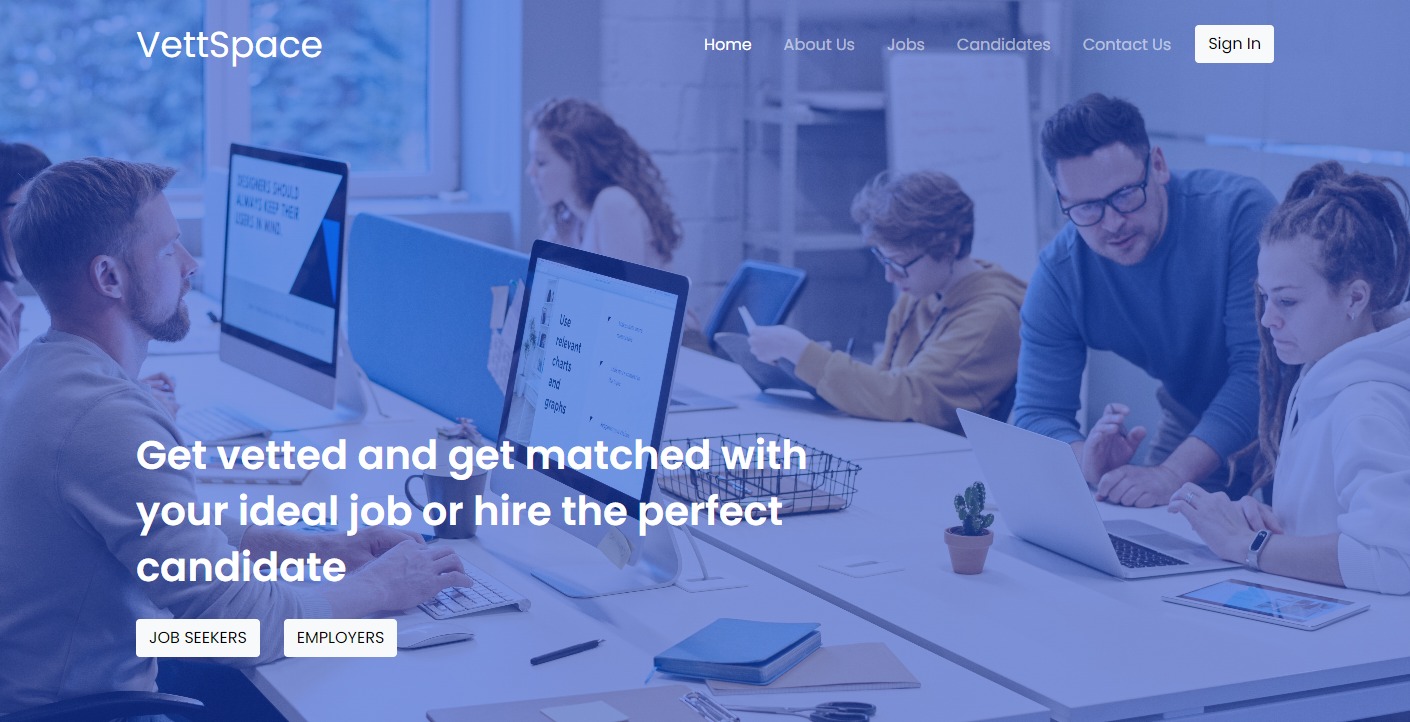 VettSpace
Home
About Us
Jobs
Candidates
Contact Us
Sign In
DESIGNERS SHOULD
ALWAYS KEEP THEIR
USERS IN MIND.
Use
relevant
charts
and
graphs
Get vetted and get matched with
your ideal job or hire the perfect
candidate
JOB SEEKERS
EMPLOYERS